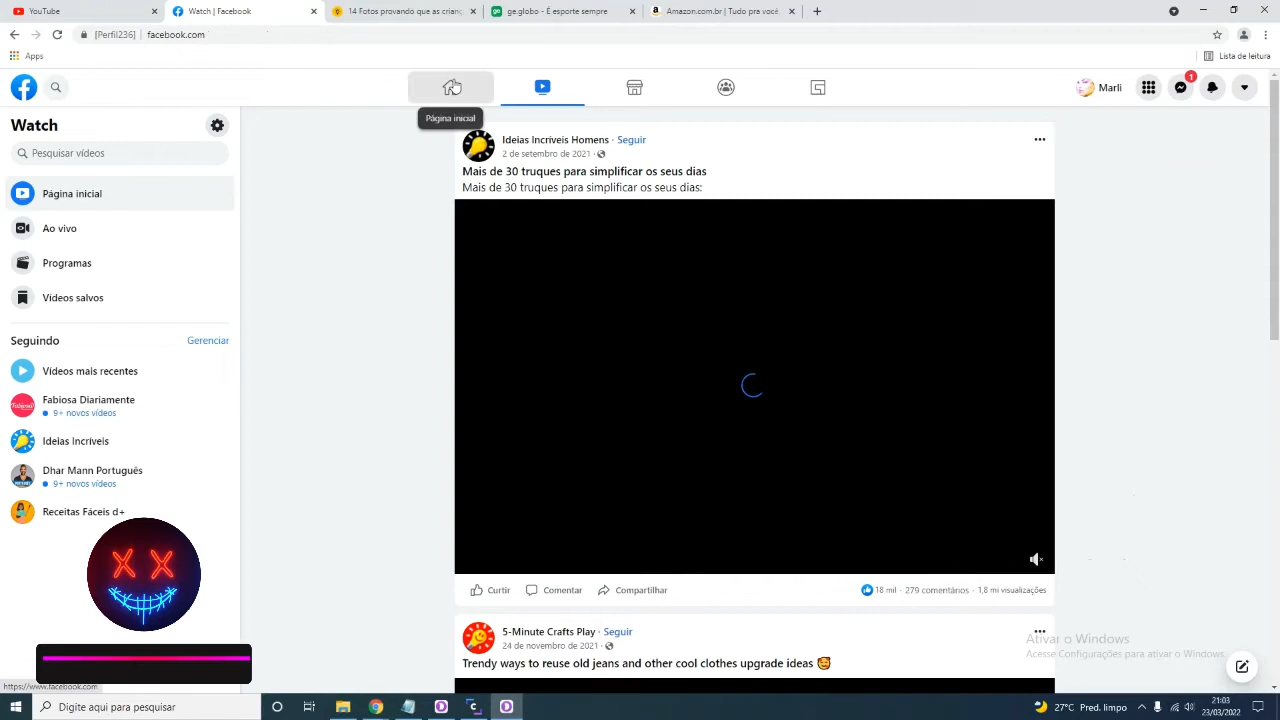 YouTube
Watch | Facebook
14 Fotos provando que as crianç
ge.globo - É esporte sempre
Amazon.com.br | Tudo pra você
[Perfil236] facebook.com
Apps
Lista de leitura
Marli
1
Página inicial
Watch
Pesquisar vídeos
Página inicial
Ao vivo
Programas
Vídeos salvos
Seguindo
Gerenciar
Vídeos mais recentes
Fabiosa Diariamente
9+ novos vídeos
Ideias Incríveis
Dhar Mann Português
9+ novos vídeos
Receitas Fáceis d+
Ideias Incríveis Homens · Seguir
2 de setembro de 2021 ·
Mais de 30 truques para simplificar os seus dias
Mais de 30 truques para simplificar os seus dias:
Curtir
Comentar
Compartilhar
18 mil · 279 comentários · 1,8 mi visualizações
5-Minute Crafts Play · Seguir
24 de novembro de 2021 ·
Trendy ways to reuse old jeans and other cool clothes upgrade ideas 🥰
Ativar o Windows
Acesse Configurações para ativar o Windows.
https://www.facebook.com
Digite aqui para pesquisar
27°C Pred. limpo
21:03
23/03/2022